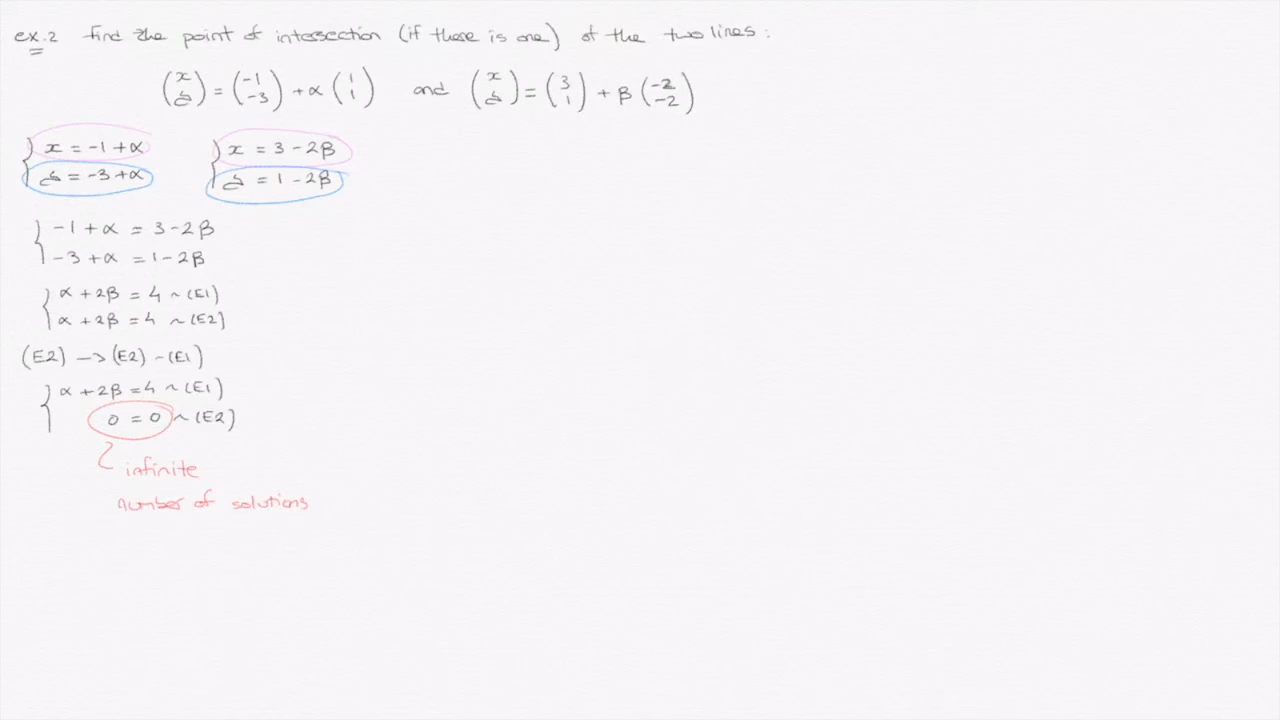 ex.2 Find the point of intersection (if there is one) of the two lines:
(x y) = (-1 -3) + α (1 1) and (x y) = (3 1) + β (-2 -2)
{ x = -1 + α { x = 3 - 2β
y = -3 + α y = 1 - 2β
{ -1 + α = 3 - 2β
-3 + α = 1 - 2β
{ α + 2β = 4 ~ (E1)
α + 2β = 4 ~ (E2)
(E2) → (E2) - (E1)
{ α + 2β = 4 ~ (E1)
0 = 0 ~ (E2)
infinite
number of solutions